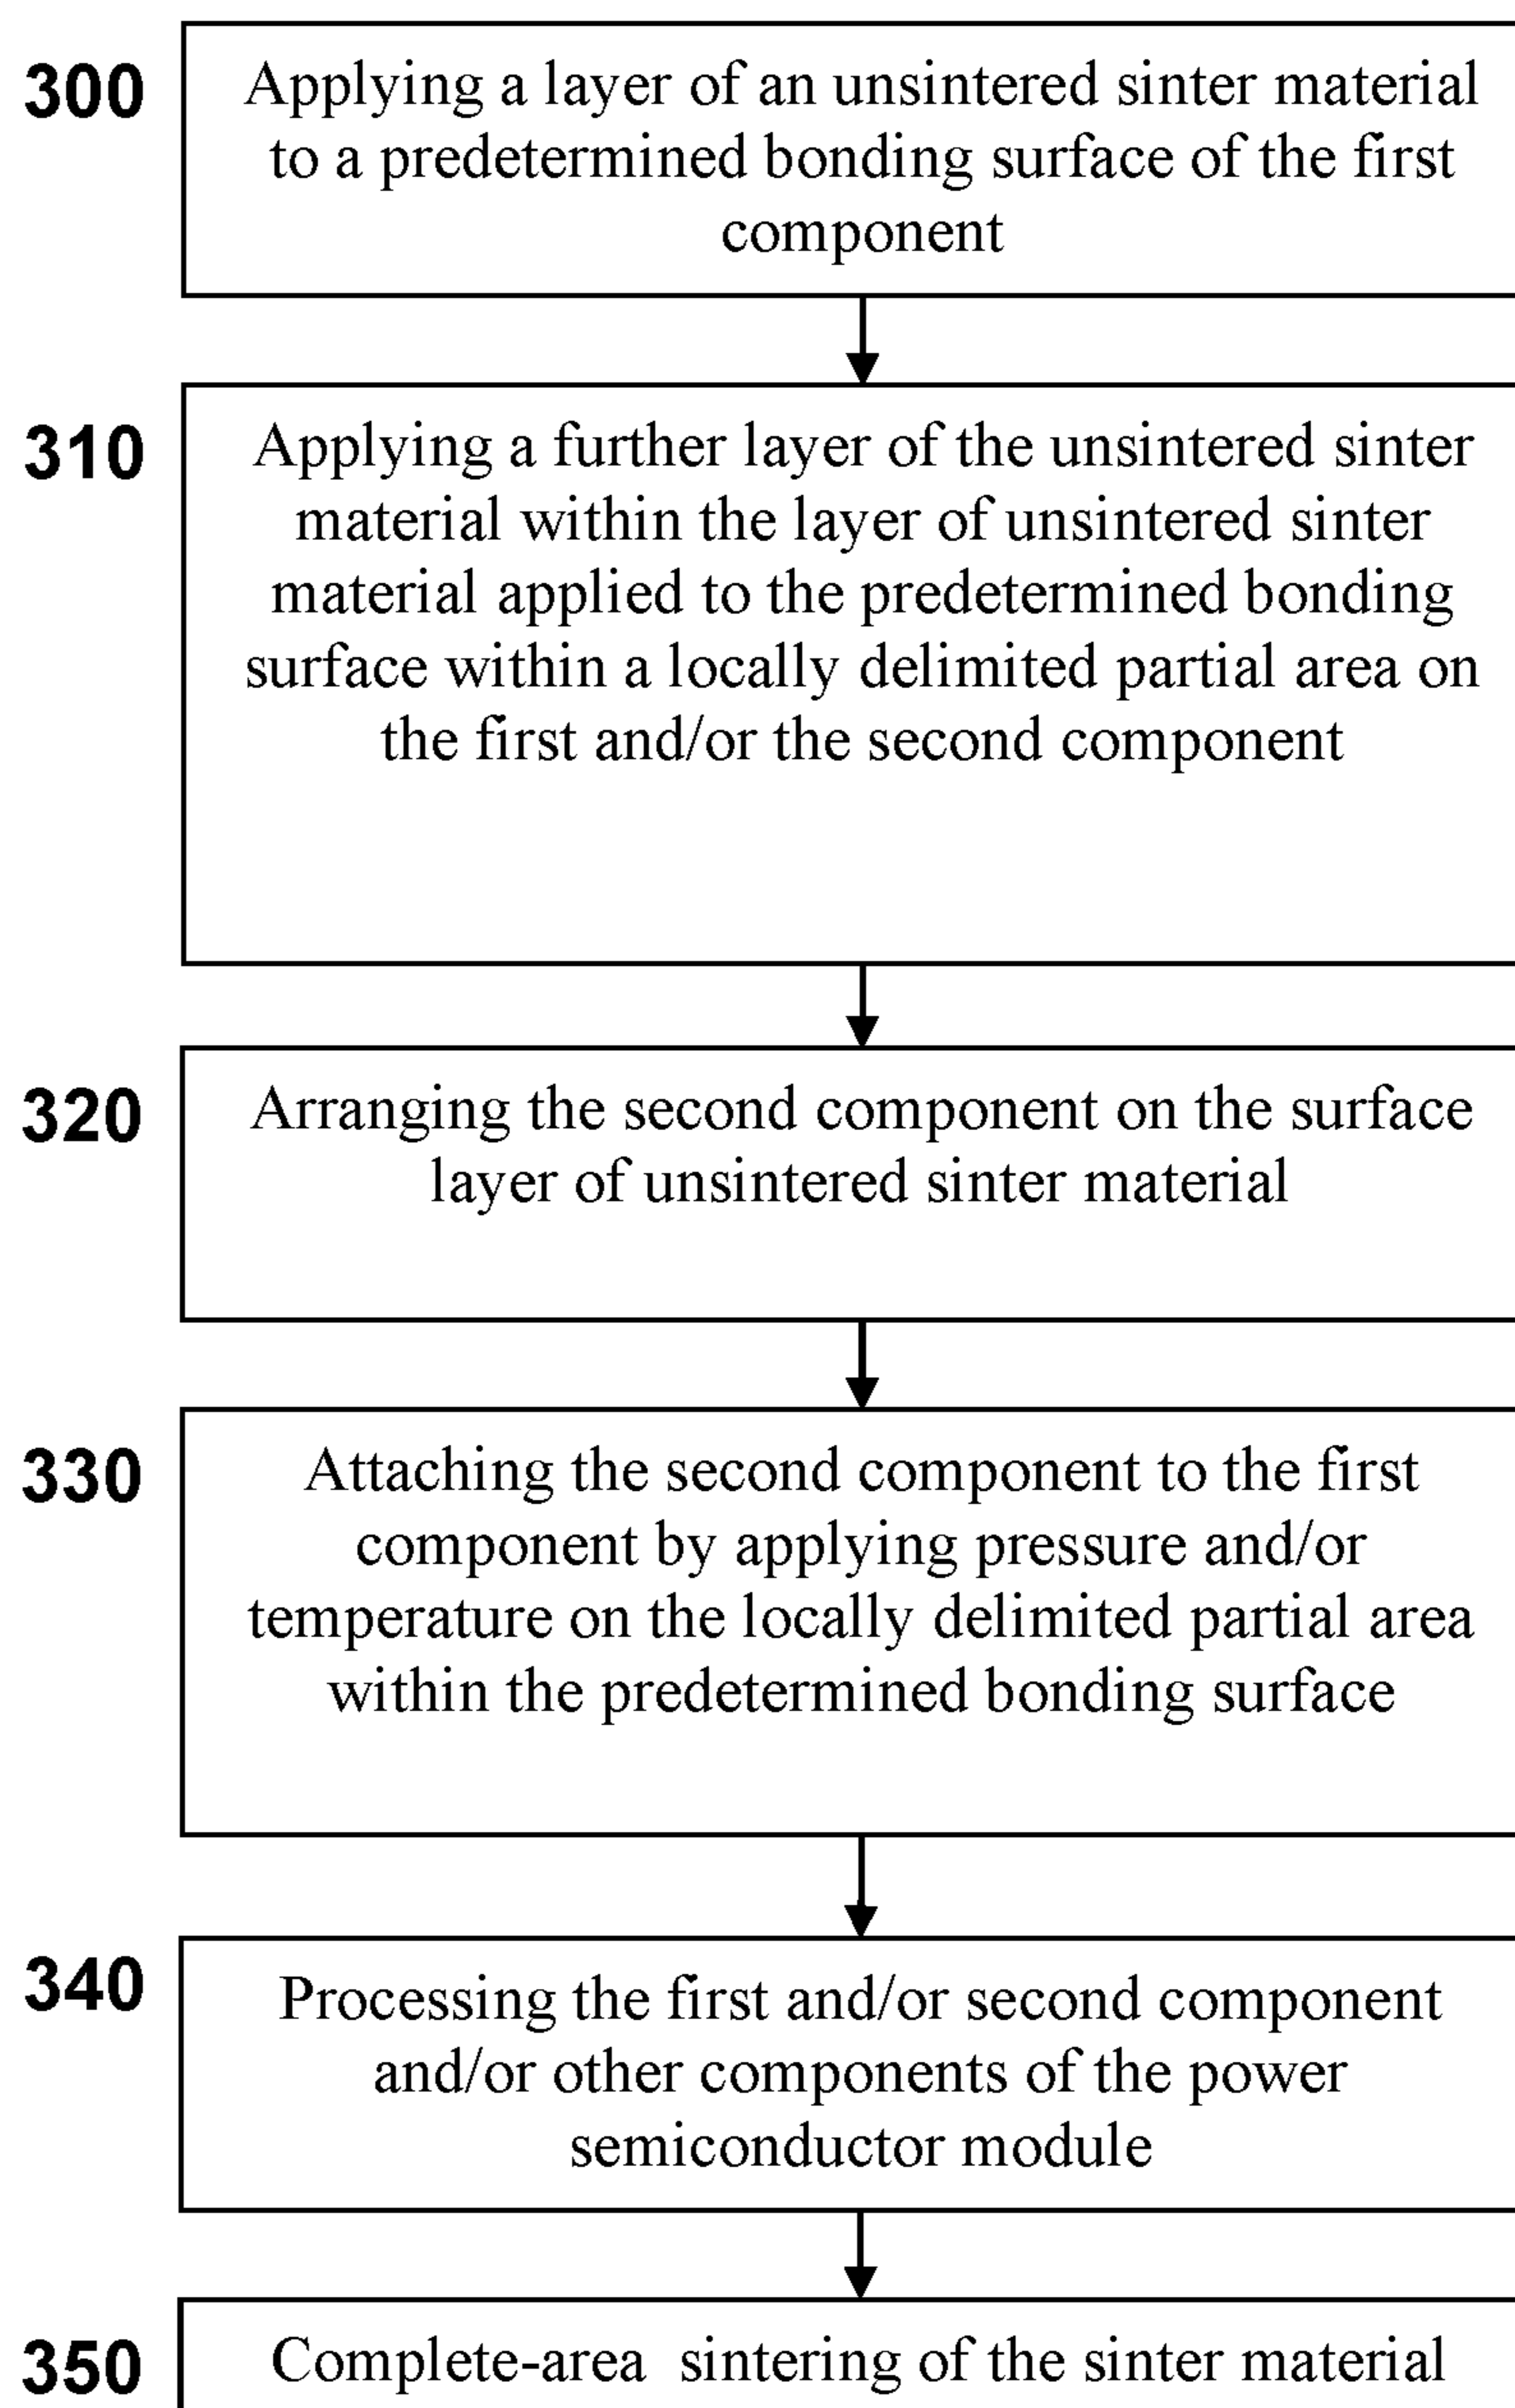 300
Applying a layer of an unsintered sinter material
to a predetermined bonding surface of the first
component
310
Applying a further layer of the unsintered sinter
material within the layer of unsintered sinter
material applied to the predetermined bonding
surface within a locally delimited partial area on
the first and/or the second component
320
Arranging the second component on the surface
layer of unsintered sinter material
330
Attaching the second component to the first
component by applying pressure and/or
temperature on the locally delimited partial area
within the predetermined bonding surface
340
Processing the first and/or second component
and/or other components of the power
semiconductor module
350
Complete-area sintering of the sinter material